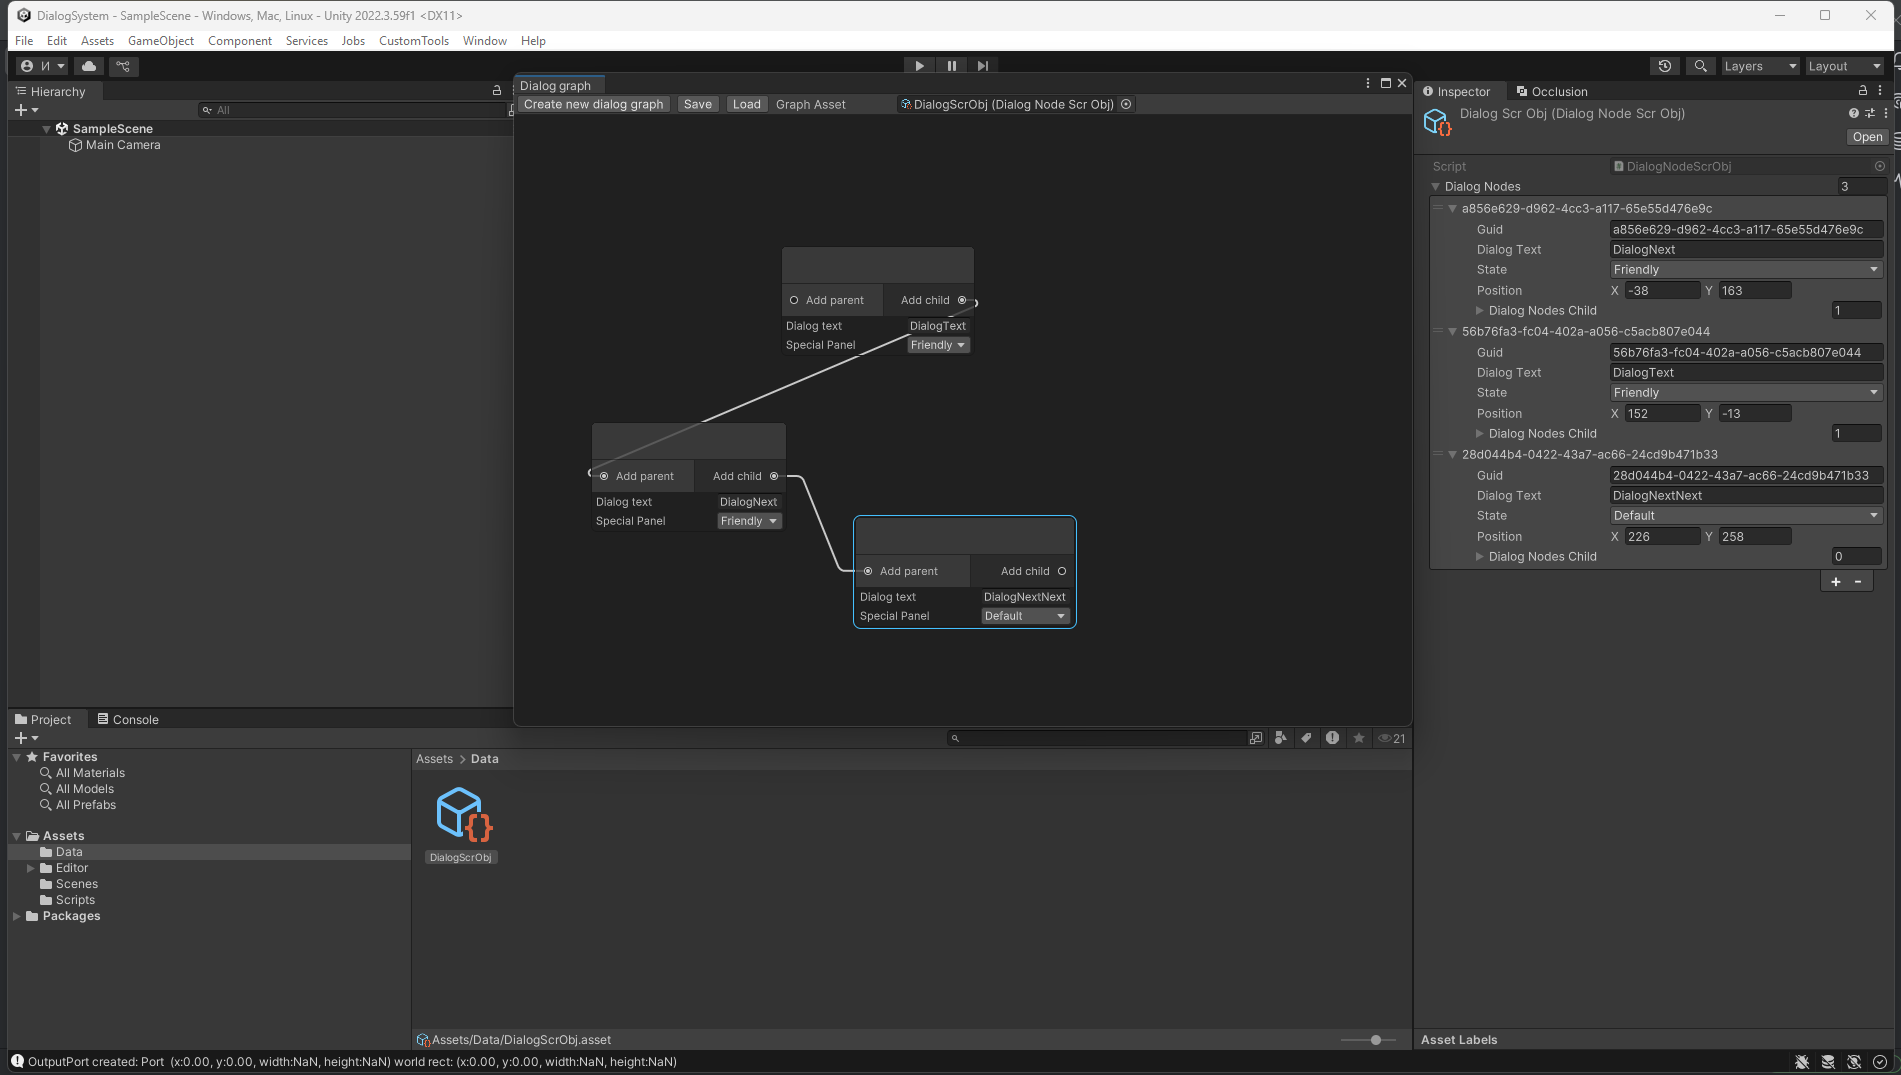 DialogSystem - SampleScene - Windows, Mac, Linux - Unity 2022.3.59f1 <DX11>
File Edit Assets GameObject Component Services Jobs CustomTools Window Help
И Layers Layout
Hierarchy
All
SampleScene
Main Camera
Dialog graph
Create new dialog graph Save Load Graph Asset DialogScrObj (Dialog Node Scr Obj)
Add parent Add child
Dialog text DialogText
Special Panel Friendly
Add parent Add child
Dialog text DialogNext
Special Panel Friendly
Add parent Add child
Dialog text DialogNextNext
Special Panel Default
Inspector Occlusion
Dialog Scr Obj (Dialog Node Scr Obj)
Open
Script DialogNodeScrObj
Dialog Nodes 3
a856e629-d962-4cc3-a117-65e55d476e9c
Guid a856e629-d962-4cc3-a117-65e55d476e9c
Dialog Text DialogNext
State Friendly
Position X -38 Y 163
Dialog Nodes Child 1
56b76fa3-fc04-402a-a056-c5acb807e044
Guid 56b76fa3-fc04-402a-a056-c5acb807e044
Dialog Text DialogText
State Friendly
Position X 152 Y -13
Dialog Nodes Child 1
28d044b4-0422-43a7-ac66-24cd9b471b33
Guid 28d044b4-0422-43a7-ac66-24cd9b471b33
Dialog Text DialogNextNext
State Default
Position X 226 Y 258
Dialog Nodes Child 0
+ -
Project Console
21
Favorites
All Materials
All Models
All Prefabs
Assets
Data
Editor
Scenes
Scripts
Packages
Assets > Data
DialogScrObj
Assets/Data/DialogScrObj.asset
Asset Labels
OutputPort created: Port (x:0.00, y:0.00, width:NaN, height:NaN) world rect: (x:0.00, y:0.00, width:NaN, height:NaN)